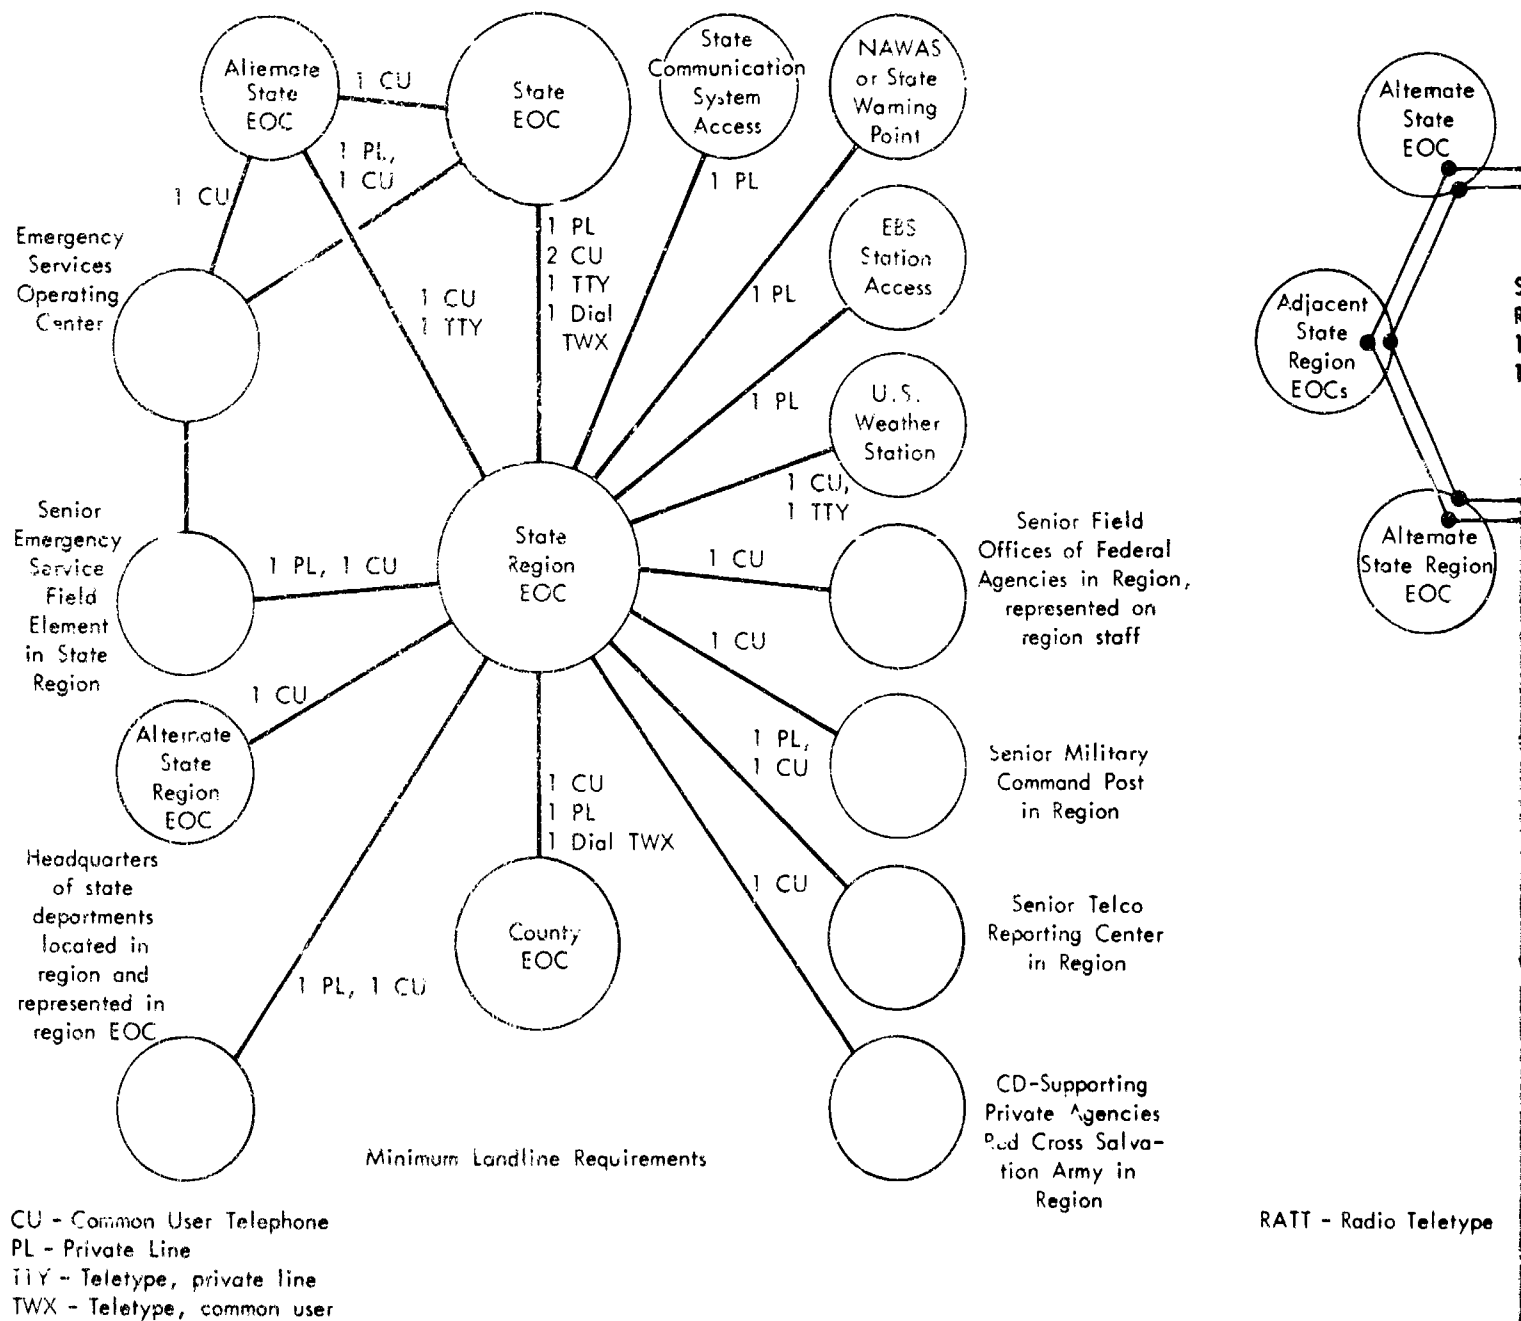 Alternate
State
EOC
1 CU
State
EOC
State
Communication
System
Access
NAWAS
or State
Warning
Point
Alternate
State
EOC
1 PL,
1 CU
1 CU
1 PL
Emergency
Services
Operating
Center
1 PL
2 CU
1 TTY
1 Dial
TWX
EBS
Station
Access
1 CU
1 TTY
1 PL
Adjacent
State
Region
EOCs
1 PL
U.S.
Weather
Station
1 CU,
1 TTY
Senior
Emergency
Service
Field
Element
in State
Region
1 PL, 1 CU
State
Region
EOC
1 CU
Senior Field
Offices of Federal
Agencies in Region,
represented on
region staff
Alternate
State Region
EOC
1 CU
1 CU
Alternate
State
Region
EOC
1 PL,
1 CU
Senior Military
Command Post
in Region
1 CU
1 PL
1 Dial TWX
Headquarters
of state
departments
located in
region and
represented in
region EOC
1 PL, 1 CU
County
EOC
1 CU
Senior Telco
Reporting Center
in Region
CD-Supporting
Private Agencies
Red Cross Salva-
tion Army in
Region
Minimum Landline Requirements
CU - Common User Telephone
PL - Private Line
TTY - Teletype, private line
TWX - Teletype, common user
RATT - Radio Teletype